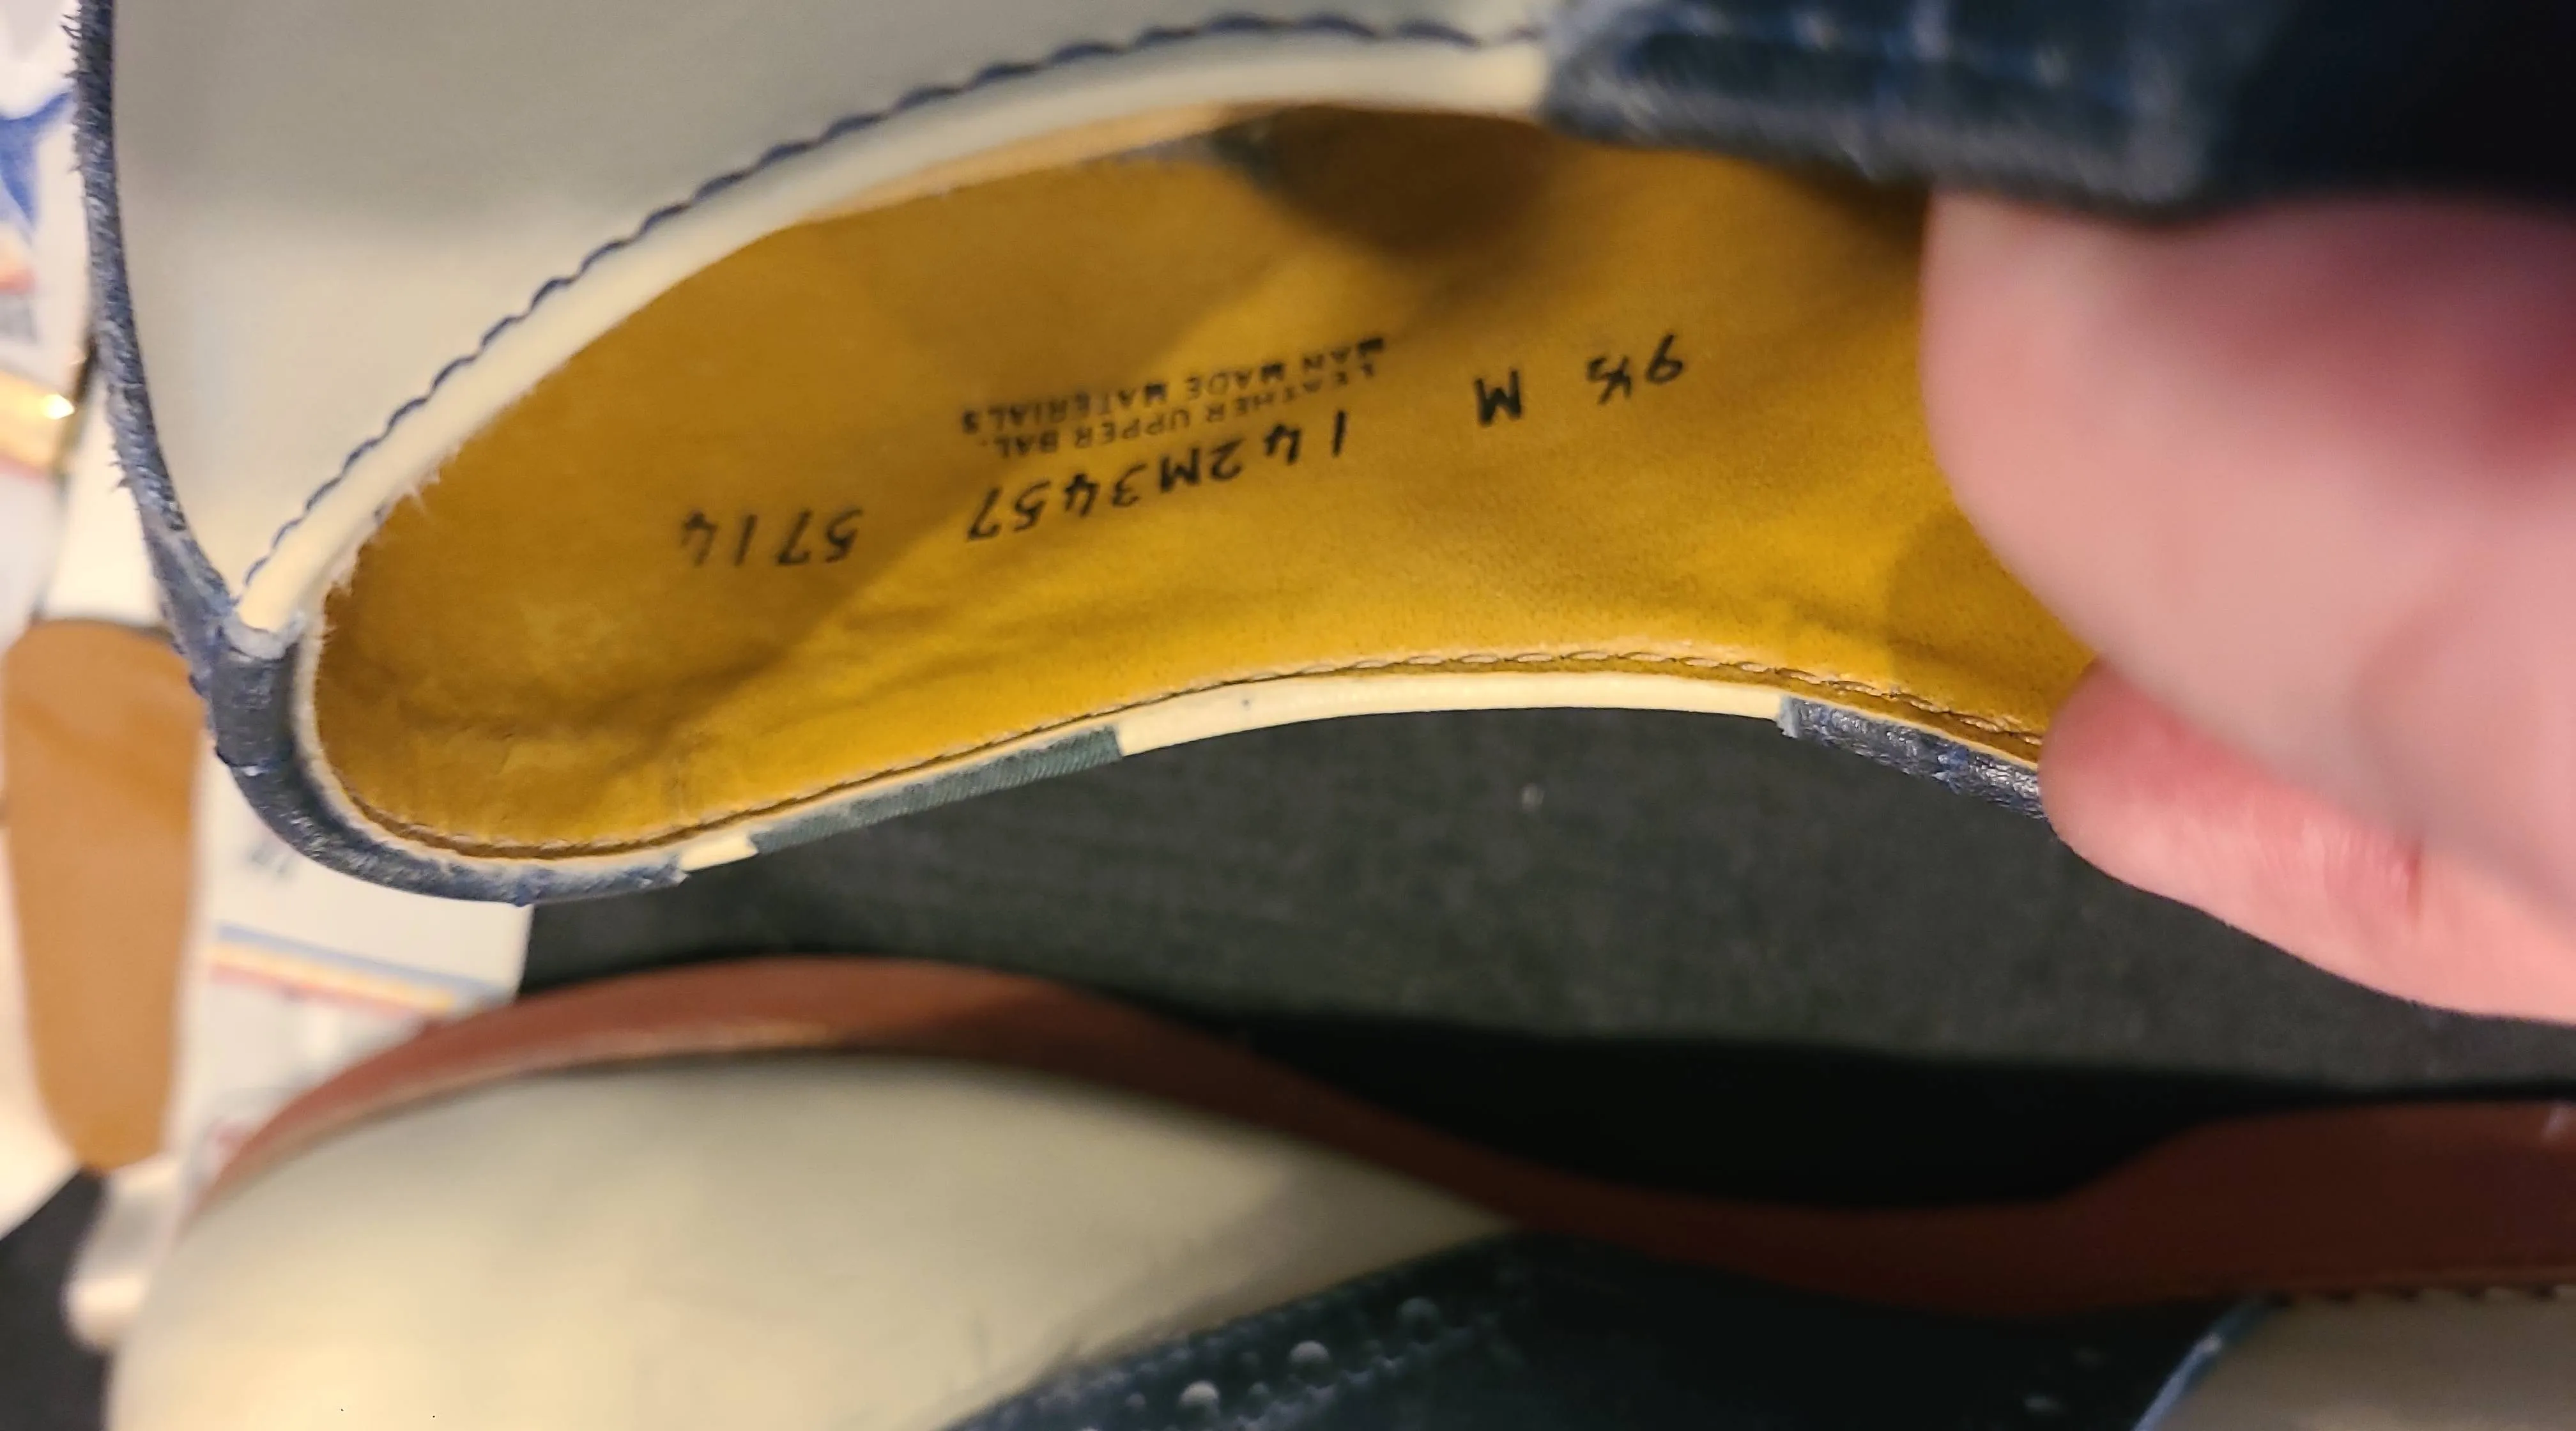 9½ M 142M3457 5714
LEATHER UPPER BAL.
MAN MADE MATERIALS